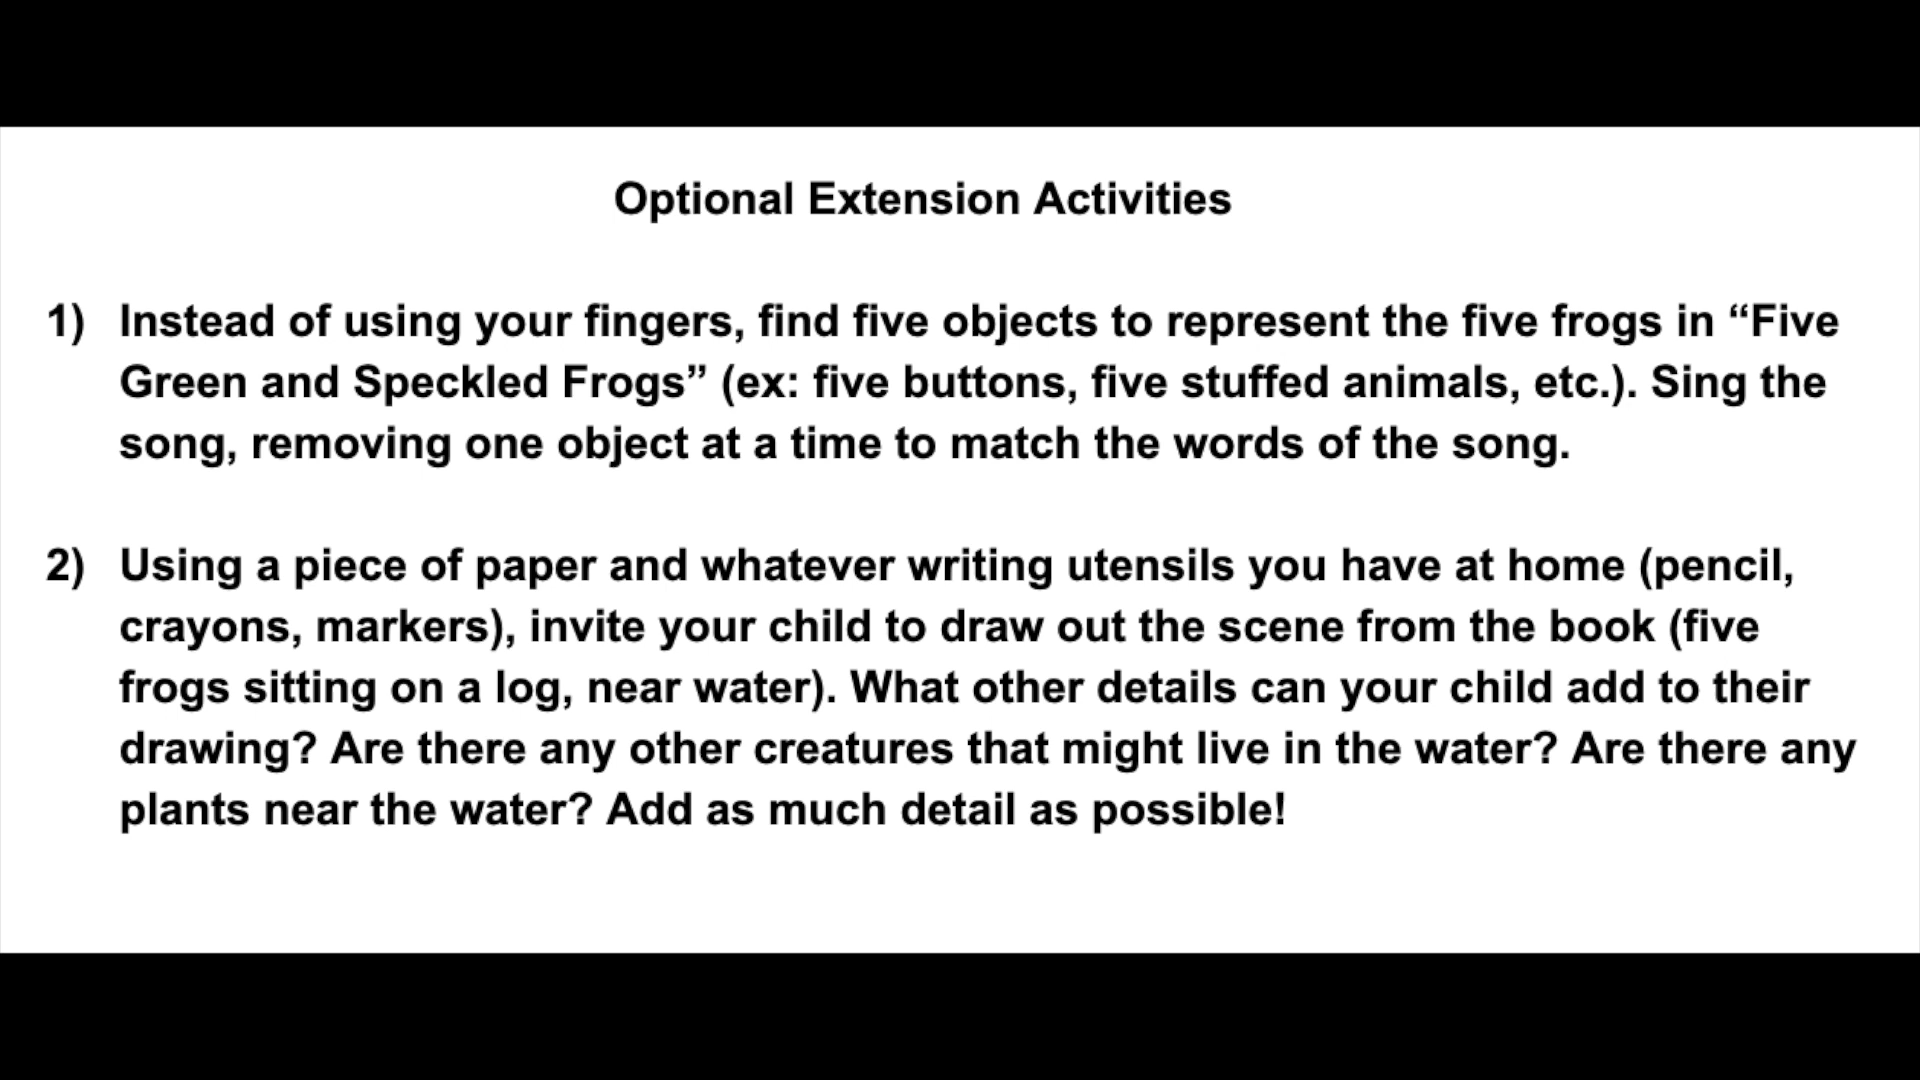 Optional Extension Activities
1) Instead of using your fingers, find five objects to represent the five frogs in “Five
Green and Speckled Frogs” (ex: five buttons, five stuffed animals, etc.). Sing the
song, removing one object at a time to match the words of the song.
2) Using a piece of paper and whatever writing utensils you have at home (pencil,
crayons, markers), invite your child to draw out the scene from the book (five
frogs sitting on a log, near water). What other details can your child add to their
drawing? Are there any other creatures that might live in the water? Are there any
plants near the water? Add as much detail as possible!